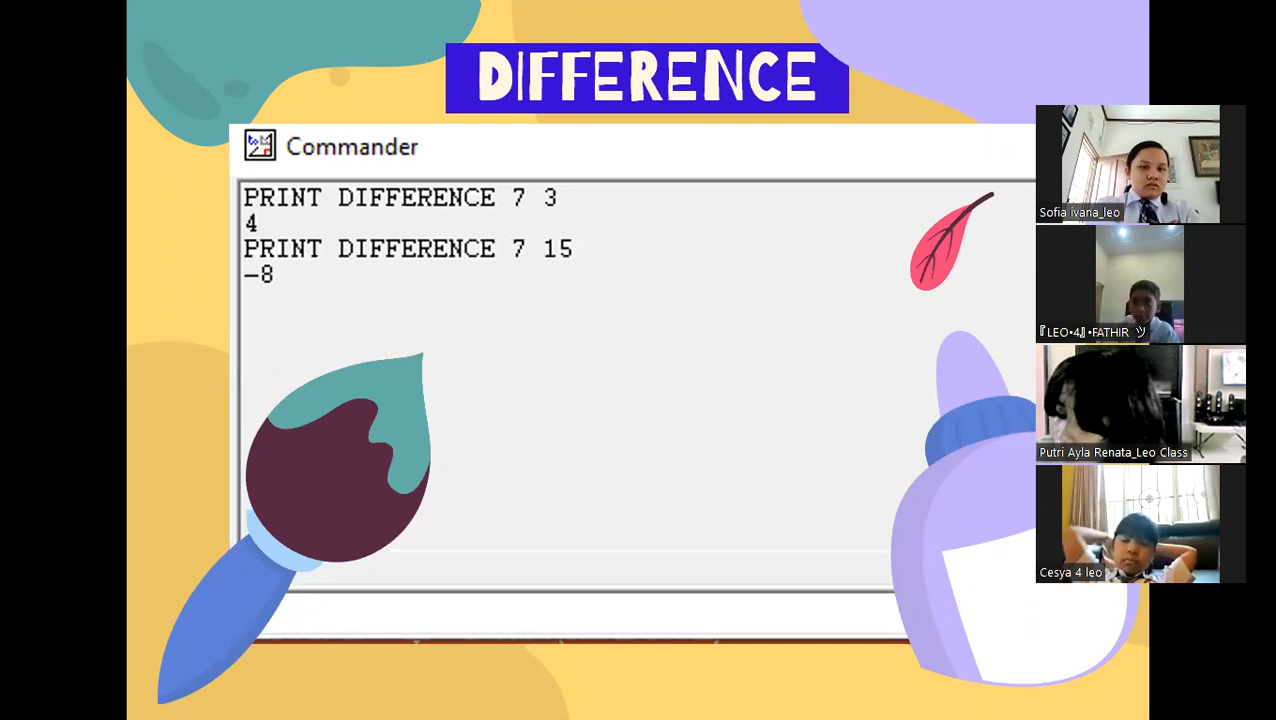 DIFFERENCE
Commander
PRINT DIFFERENCE 7 3
4
PRINT DIFFERENCE 7 15
-8
Sofia ivana_leo
『LEO•4』•FATHIR ツ
Putri Ayla Renata_Leo Class
Cesya 4 leo